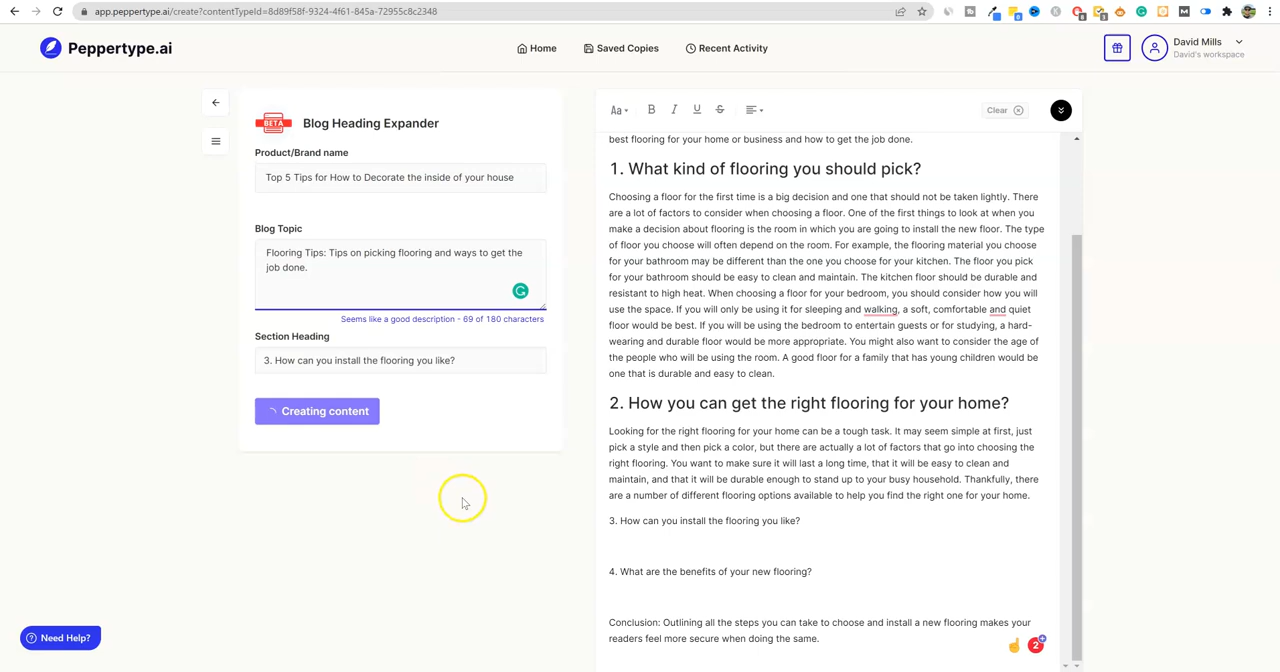 app.peppertype.ai/create?contentTypeId=8d89f58f-9324-4f61-845a-72955c8c2348
Peppertype.ai
Home
Saved Copies
Recent Activity
David Mills
David's workspace
BETA
Blog Heading Expander
Product/Brand name
Top 5 Tips for How to Decorate the inside of your house
Blog Topic
Flooring Tips: Tips on picking flooring and ways to get the
job done.
Seems like a good description - 69 of 180 characters
Section Heading
3. How can you install the flooring you like?
Creating content
Need Help?
Aa
B
I
U
S
Clear
best flooring for your home or business and how to get the job done.
1. What kind of flooring you should pick?
Choosing a floor for the first time is a big decision and one that should not be taken lightly. There
are a lot of factors to consider when choosing a floor. One of the first things to look at when you
make a decision about flooring is the room in which you are going to install the new floor. The type
of floor you choose will often depend on the room. For example, the flooring material you choose
for your bathroom may be different than the one you choose for your kitchen. The floor you pick
for your bathroom should be easy to clean and maintain. The kitchen floor should be durable and
resistant to high heat. When choosing a floor for your bedroom, you should consider how you will
use the space. If you will only be using it for sleeping and walking, a soft, comfortable and quiet
floor would be best. If you will be using the bedroom to entertain guests or for studying, a hard-
wearing and durable floor would be more appropriate. You might also want to consider the age of
the people who will be using the room. A good floor for a family that has young children would be
one that is durable and easy to clean.
2. How you can get the right flooring for your home?
Looking for the right flooring for your home can be a tough task. It may seem simple at first, just
pick a style and then pick a color, but there are actually a lot of factors that go into choosing the
right flooring. You want to make sure it will last a long time, that it will be easy to clean and
maintain, and that it will be durable enough to stand up to your busy household. Thankfully, there
are a number of different flooring options available to help you find the right one for your home.
3. How can you install the flooring you like?
4. What are the benefits of your new flooring?
Conclusion: Outlining all the steps you can take to choose and install a new flooring makes your
readers feel more secure when doing the same.
2